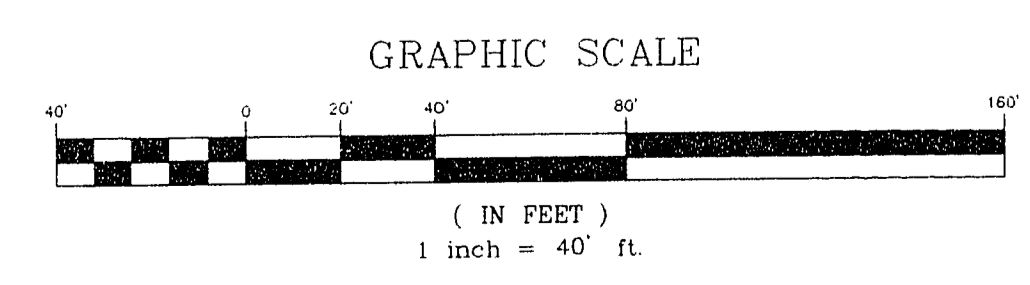 GRAPHIC SCALE
40' 0 20' 40' 80' 160'
( IN FEET )
1 inch = 40' ft.